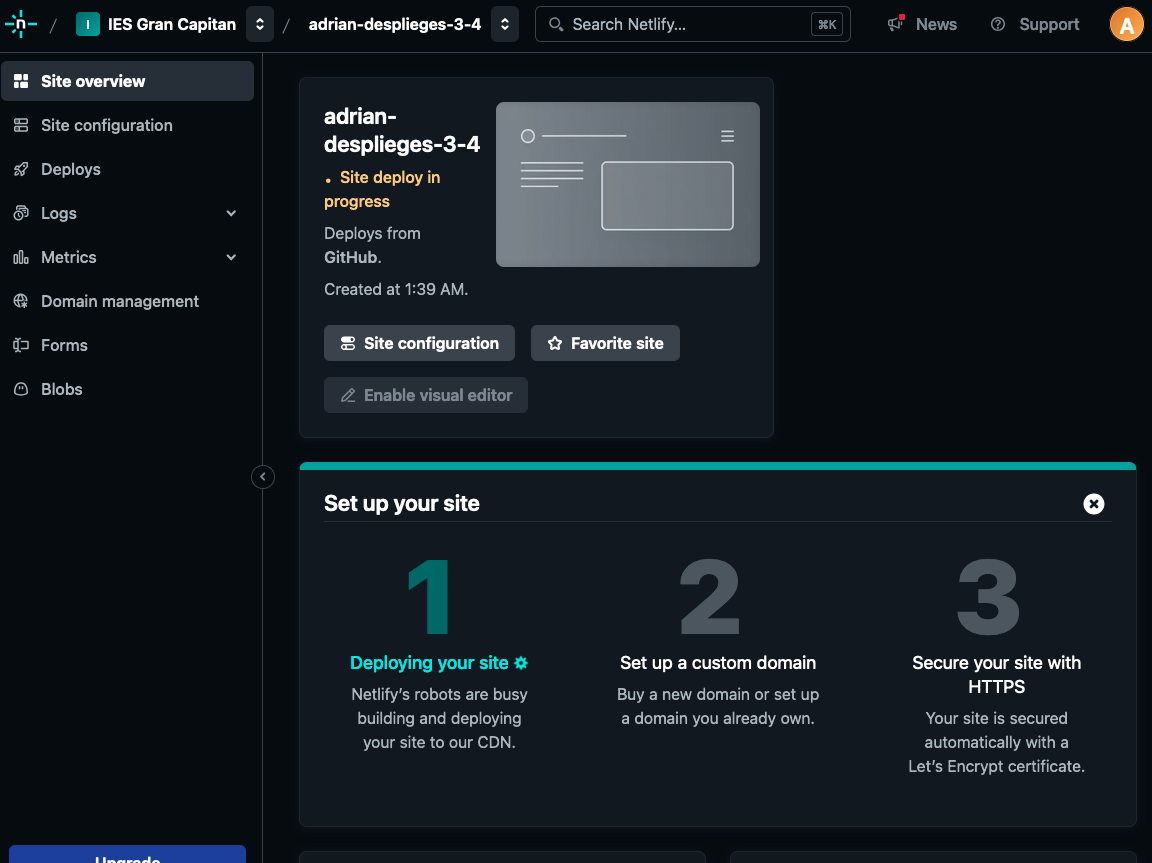 n / I IES Gran Capitan / adrian-desplieges-3-4 Search Netlify... ⌘K News Support A
Site overview
Site configuration
Deploys
Logs
Metrics
Domain management
Forms
Blobs
Upgrade
adrian-
desplieges-3-4
Site deploy in
progress
Deploys from
GitHub.
Created at 1:39 AM.
Site configuration
Favorite site
Enable visual editor
Set up your site
1
Deploying your site
Netlify’s robots are busy
building and deploying
your site to our CDN.
2
Set up a custom domain
Buy a new domain or set up
a domain you already own.
3
Secure your site with
HTTPS
Your site is secured
automatically with a
Let’s Encrypt certificate.